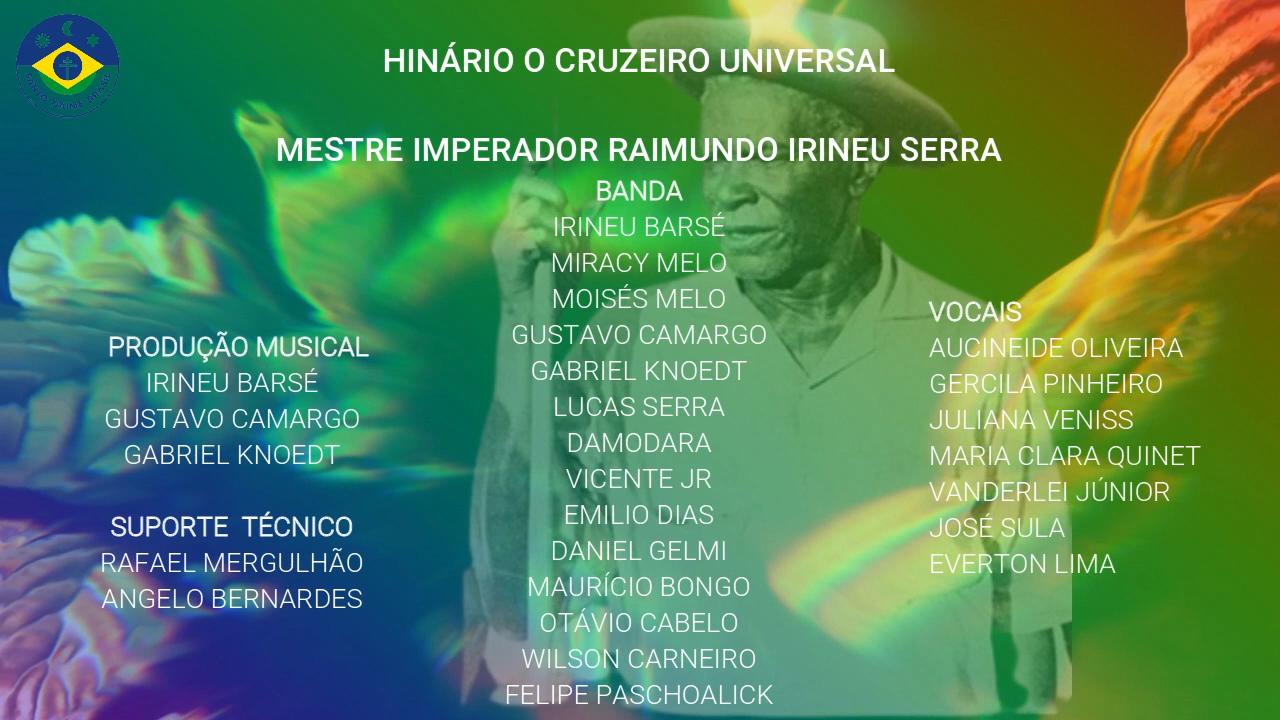 HINÁRIO O CRUZEIRO UNIVERSAL
MESTRE IMPERADOR RAIMUNDO IRINEU SERRA
BANDA
IRINEU BARSÉ
MIRACY MELO
MOISÉS MELO
GUSTAVO CAMARGO
GABRIEL KNOEDT
LUCAS SERRA
DAMODARA
VICENTE JR
EMILIO DIAS
DANIEL GELMI
MAURÍCIO BONGO
OTÁVIO CABELO
WILSON CARNEIRO
FELIPE PASCHOALICK
PRODUÇÃO MUSICAL
IRINEU BARSÉ
GUSTAVO CAMARGO
GABRIEL KNOEDT
SUPORTE  TÉCNICO
RAFAEL MERGULHÃO
ANGELO BERNARDES
VOCAIS
AUCINEIDE OLIVEIRA
GERCILA PINHEIRO
JULIANA VENISS
MARIA CLARA QUINET
VANDERLEI JÚNIOR
JOSÉ SULA
EVERTON LIMA
SANTO DAIME BRASIL